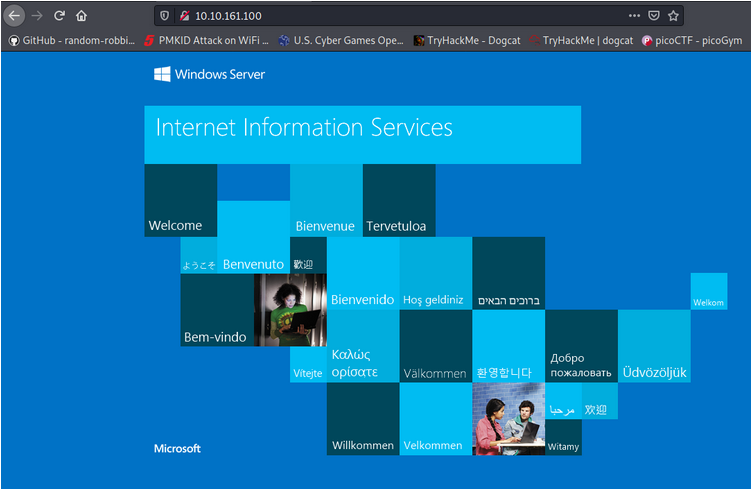 10.10.161.100
GitHub - random-robbi...
PMKID Attack on WiFi ...
U.S. Cyber Games Ope...
TryHackMe - Dogcat
TryHackMe | dogcat
picoCTF - picoGym
Windows Server
Internet Information Services
Welcome
Bienvenue
Tervetuloa
ようこそ
Benvenuto
歡迎
Bienvenido
Hoş geldiniz
ברוכים הבאים
Welkom
Bem-vindo
Vítejte
Καλώς
ορίσατε
Välkommen
환영합니다
Добро
пожаловать
Üdvözöljük
مرحبا
欢迎
Willkommen
Velkommen
Witamy
Microsoft